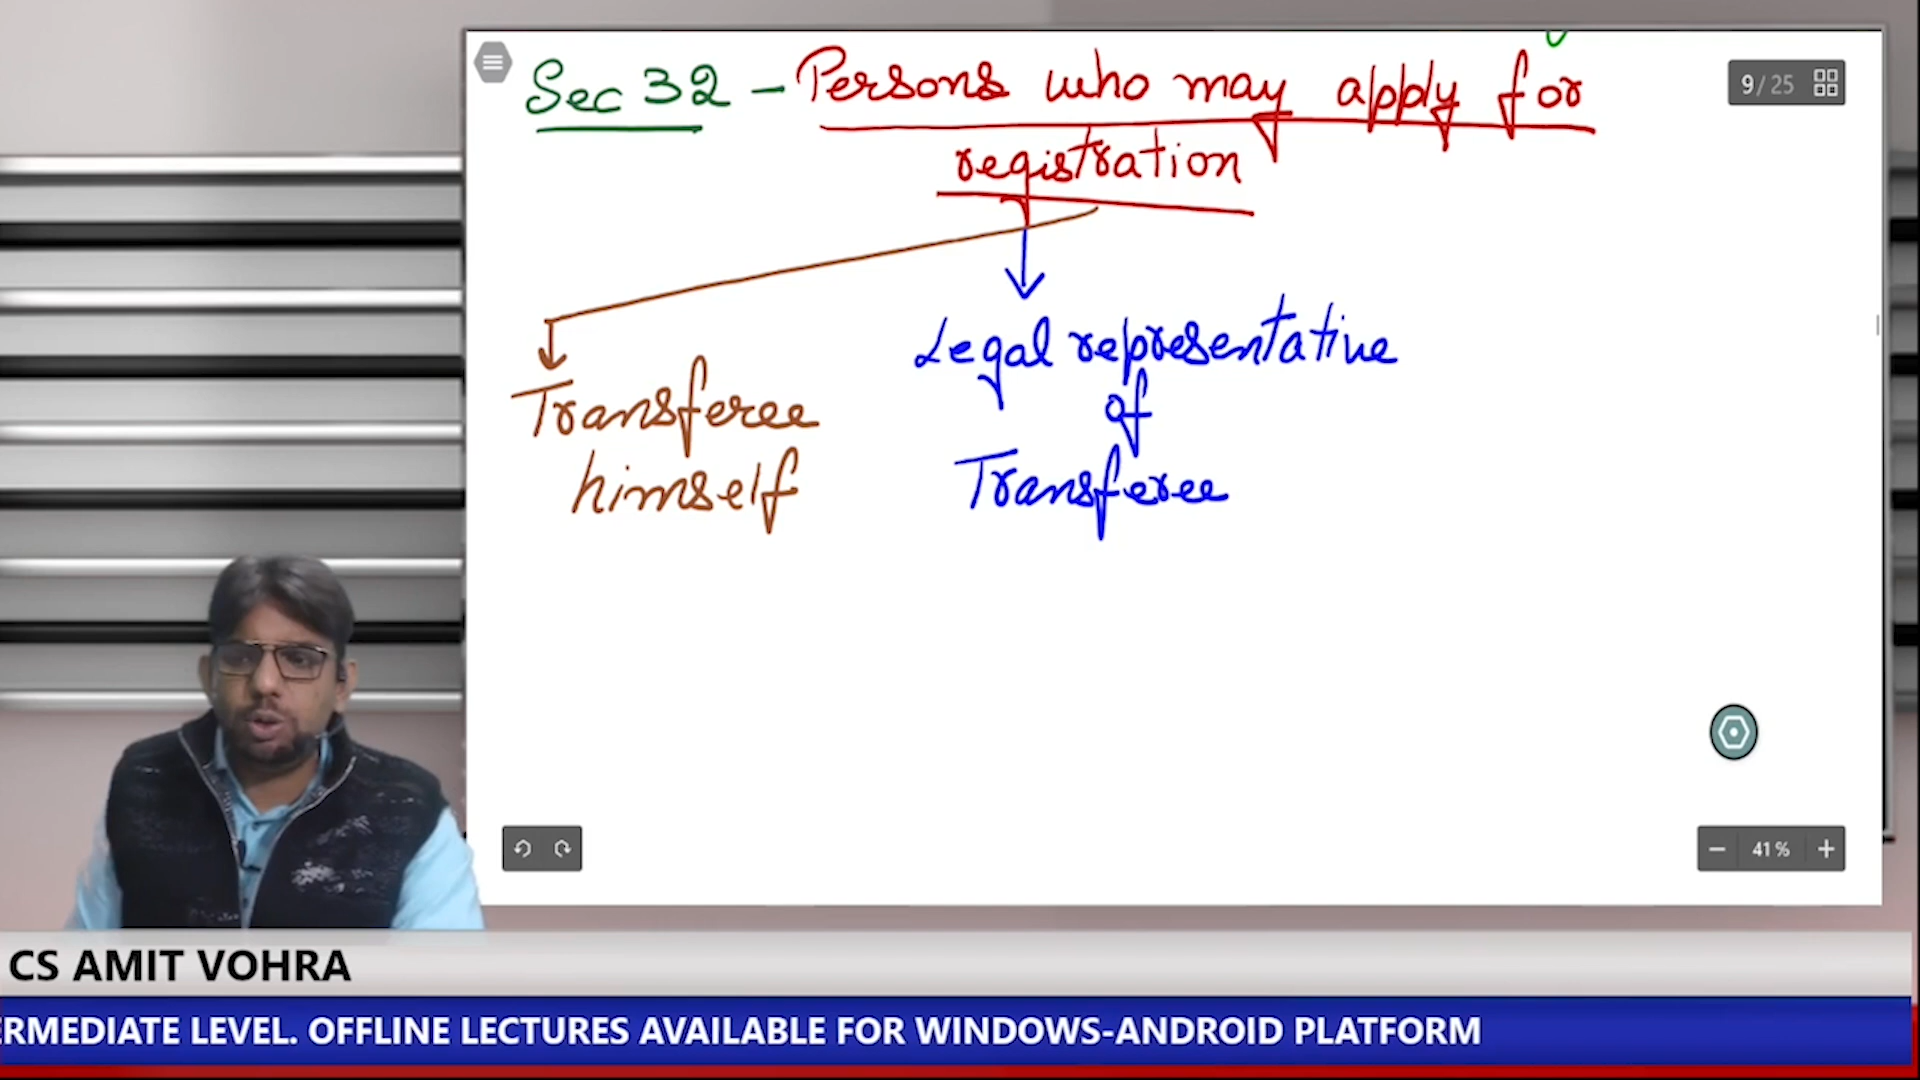 Sec 32 - Persons who may apply for
registration
9 / 25
Transferee
himself
Legal representative
of
Transferee
41 %
CS AMIT VOHRA
ERMEDIATE LEVEL. OFFLINE LECTURES AVAILABLE FOR WINDOWS-ANDROID PLATFORM